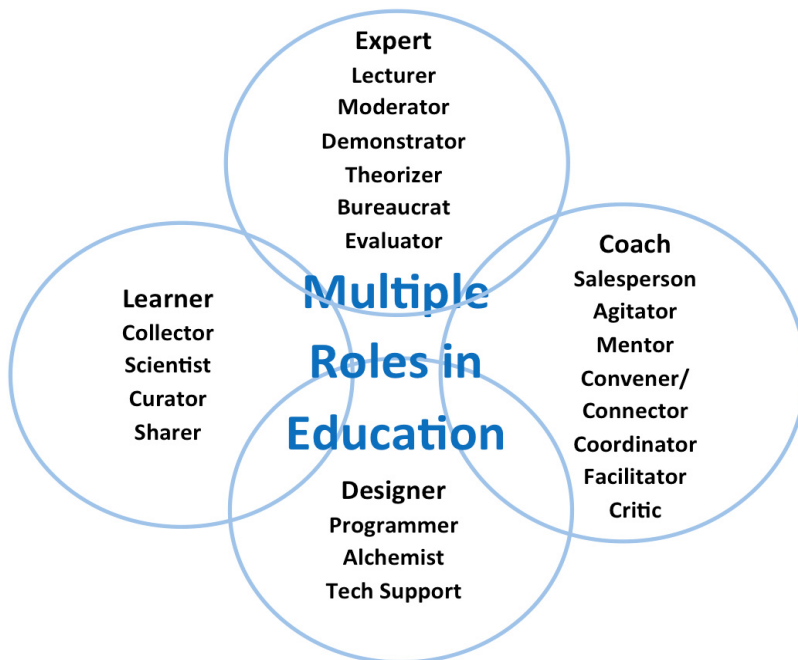 Expert
Lecturer
Moderator
Demonstrator
Theorizer
Bureaucrat
Evaluator
Multiple
Roles in
Education
Learner
Collector
Scientist
Curator
Sharer
Coach
Salesperson
Agitator
Mentor
Convener/
Connector
Coordinator
Facilitator
Critic
Designer
Programmer
Alchemist
Tech Support